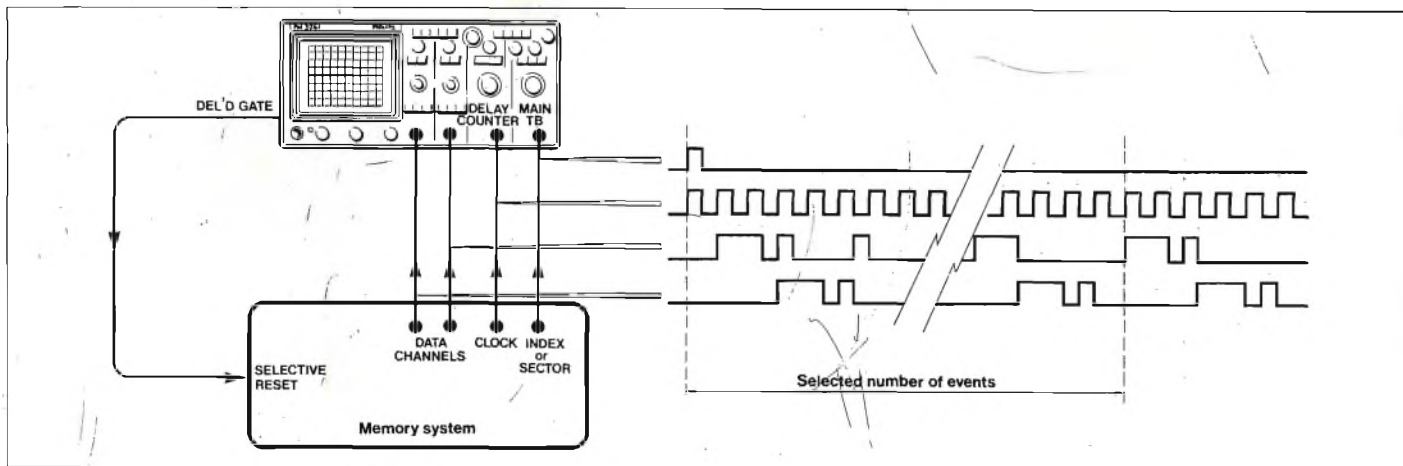 DEL'D GATE
DELAY COUNTER
MAIN TB
DATA CHANNELS
CLOCK
INDEX or SECTOR
SELECTIVE RESET
Memory system
Selected number of events